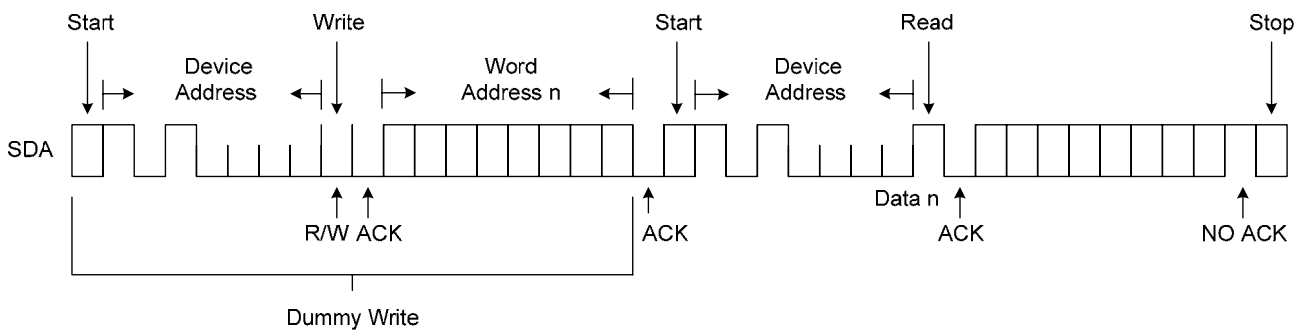 Start
Write
Start
Read
Stop
Device
Address
Word
Address n
Device
Address
SDA
Data n
R/W ACK
ACK
ACK
NO ACK
Dummy Write